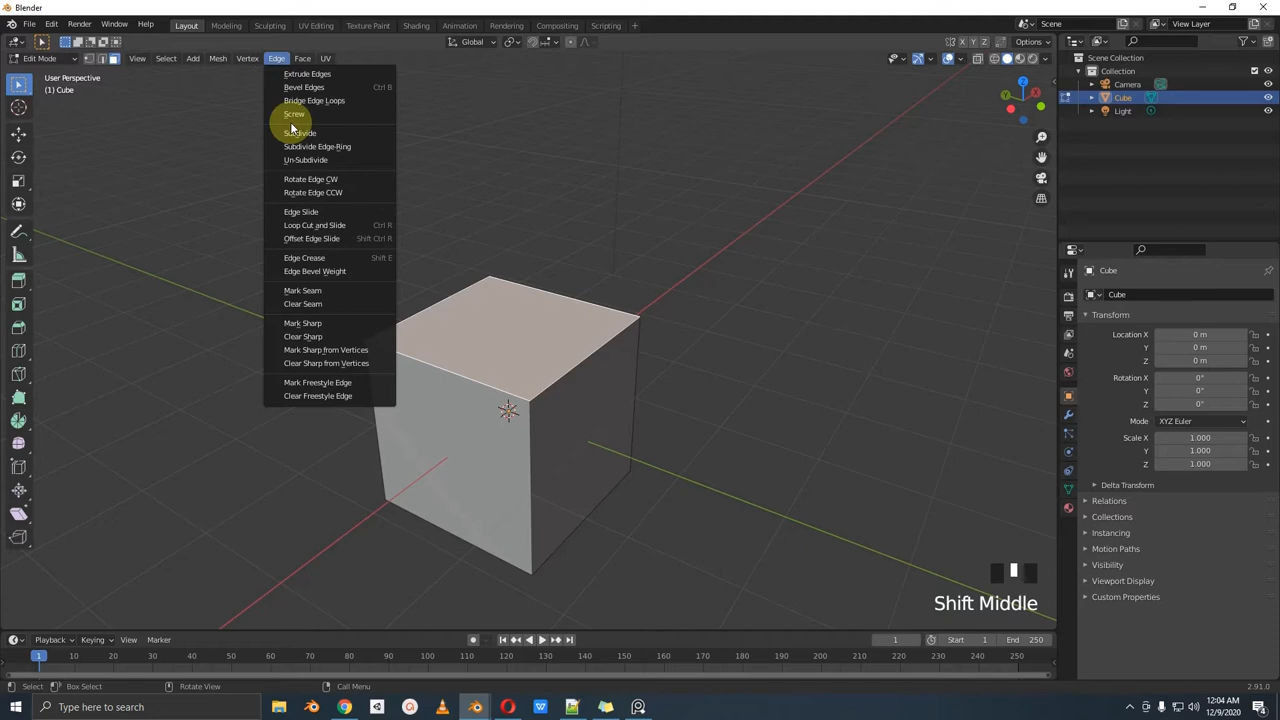 Blender
File Edit Render Window Help Layout Modeling Sculpting UV Editing Texture Paint Shading Animation Rendering Compositing Scripting + Scene View Layer
Global Options
Edit Mode View Select Add Mesh Vertex Edge Face UV X Y Z
User Perspective
(1) Cube
Extrude Edges
Bevel Edges Ctrl B
Bridge Edge Loops
Screw
Subdivide
Subdivide Edge-Ring
Un-Subdivide
Rotate Edge CW
Rotate Edge CCW
Edge Slide
Loop Cut and Slide Ctrl R
Offset Edge Slide Shift Ctrl R
Edge Crease Shift E
Edge Bevel Weight
Mark Seam
Clear Seam
Mark Sharp
Clear Sharp
Mark Sharp from Vertices
Clear Sharp from Vertices
Mark Freestyle Edge
Clear Freestyle Edge
Z
X
Y
Shift Middle
Scene Collection
Collection
Camera
Cube
Light
Cube
Cube
Transform
Location X 0 m
Y 0 m
Z 0 m
Rotation X 0°
Y 0°
Z 0°
Mode XYZ Euler
Scale X 1.000
Y 1.000
Z 1.000
Delta Transform
Relations
Collections
Instancing
Motion Paths
Visibility
Viewport Display
Custom Properties
Playback Keying View Marker 1 Start 1 End 250
1 10 20 30 40 50 60 70 80 90 100 110 120 130 140 150 160 170 180 190 200 210 220 230 240 250
Select Box Select Rotate View Call Menu 2.91.0
Type here to search
12:04 AM
12/9/2020
4